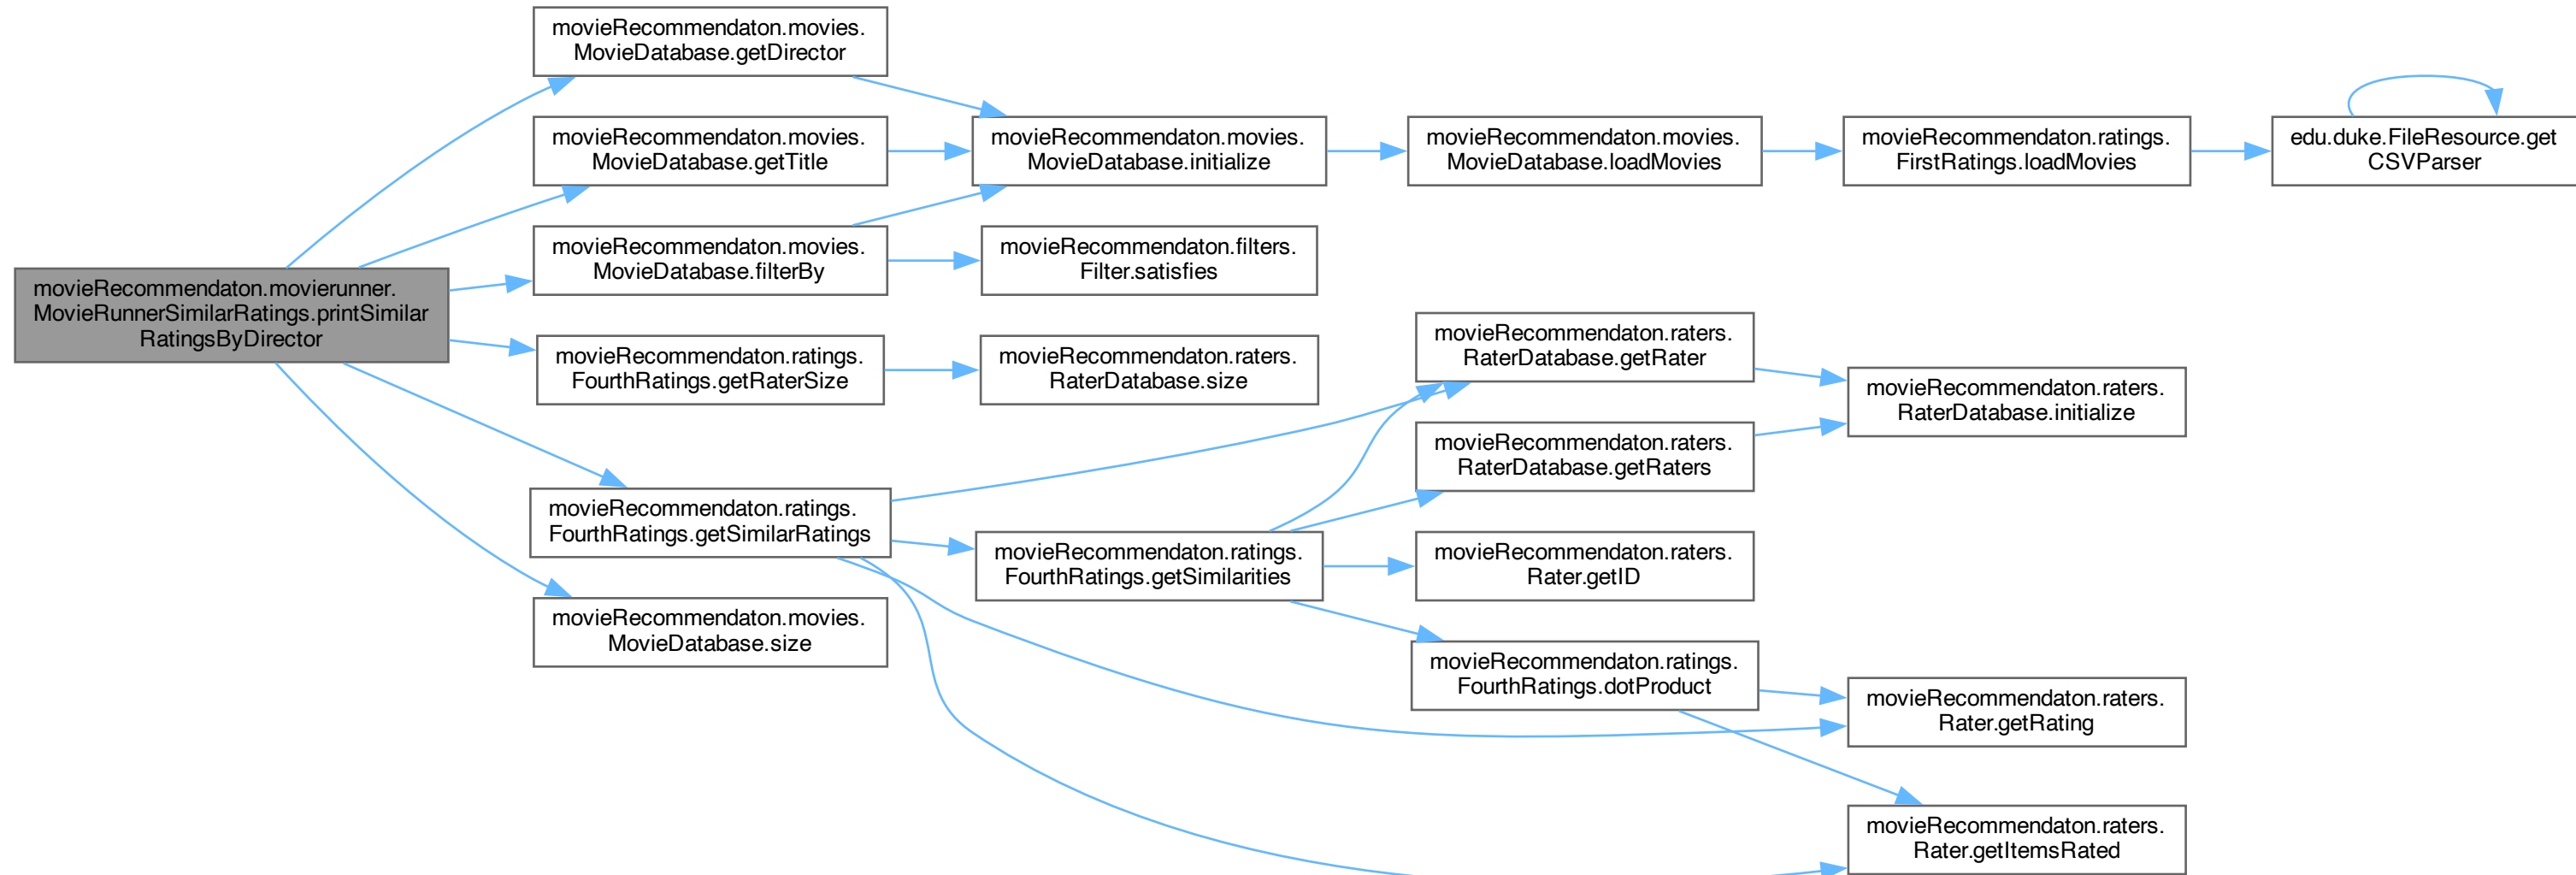 movieRecommendaton.movierunner.
MovieRunnerSimilarRatings.printSimilar
RatingsByDirector
movieRecommendaton.movies.
MovieDatabase.getDirector
movieRecommendaton.movies.
MovieDatabase.getTitle
movieRecommendaton.movies.
MovieDatabase.filterBy
movieRecommendaton.ratings.
FourthRatings.getRaterSize
movieRecommendaton.ratings.
FourthRatings.getSimilarRatings
movieRecommendaton.movies.
MovieDatabase.size
movieRecommendaton.movies.
MovieDatabase.initialize
movieRecommendaton.filters.
Filter.satisfies
movieRecommendaton.raters.
RaterDatabase.size
movieRecommendaton.ratings.
FourthRatings.getSimilarities
movieRecommendaton.movies.
MovieDatabase.loadMovies
movieRecommendaton.raters.
RaterDatabase.getRater
movieRecommendaton.raters.
RaterDatabase.getRaters
movieRecommendaton.raters.
Rater.getID
movieRecommendaton.ratings.
FourthRatings.dotProduct
movieRecommendaton.ratings.
FirstRatings.loadMovies
movieRecommendaton.raters.
RaterDatabase.initialize
movieRecommendaton.raters.
Rater.getRating
movieRecommendaton.raters.
Rater.getItemsRated
edu.duke.FileResource.get
CSVParser